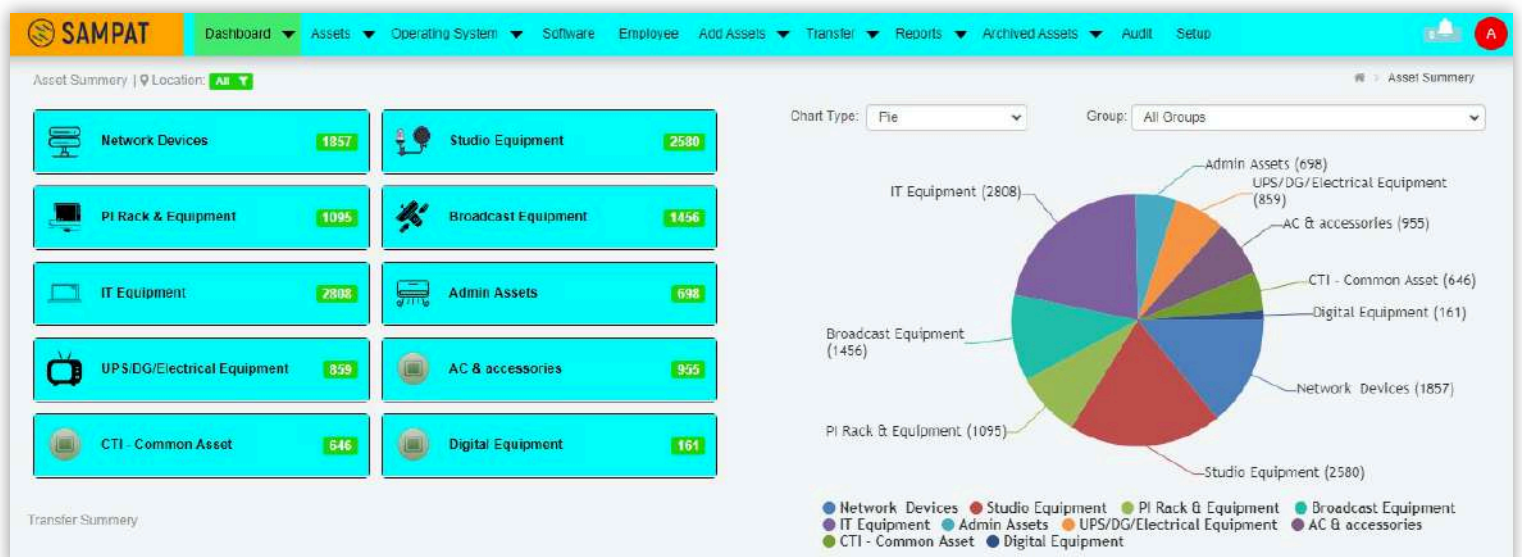 SAMPAT
Dashboard Assets Operating System Software Employee Add Assets Transfer Reports Archived Assets Audit Setup
A
Asset Summary | Location: All
Asset Summary
Network Devices 1857
Studio Equipment 2580
PI Rack & Equipment 1095
Broadcast Equipment 1456
IT Equipment 2808
Admin Assets 698
UPS/DG/Electrical Equipment 859
AC & accessories 955
CTI - Common Asset 646
Digital Equipment 161
Transfer Summery
Chart Type: Pie
Group: All Groups
Admin Assets (698)
IT Equipment (2808)
UPS/DG/Electrical Equipment
(859)
AC & accessories (955)
CTI - Common Asset (646)
Digital Equipment (161)
Broadcast Equipment
(1456)
Network Devices (1857)
PI Rack & Equipment (1095)
Studio Equipment (2580)
Network Devices Studio Equipment PI Rack & Equipment Broadcast Equipment
IT Equipment Admin Assets UPS/DG/Electrical Equipment AC & accessories
CTI - Common Asset Digital Equipment